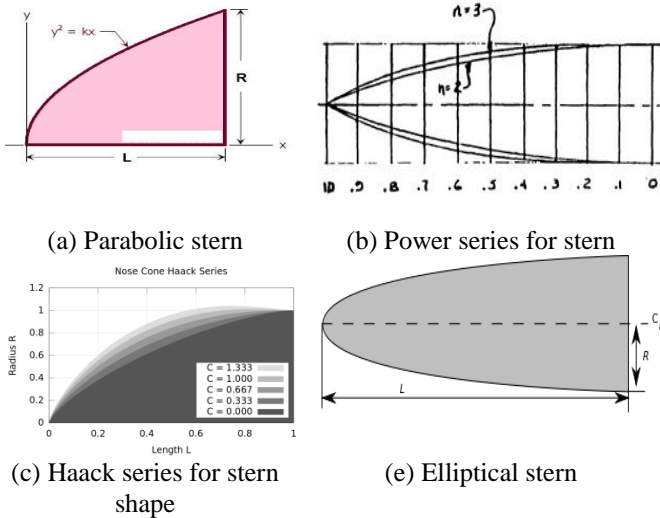 y
y² = kx
R
x
L
n=3
n=2
1.0 .9 .8 .7 .6 .5 .4 .3 .2 .1 0
(a) Parabolic stern
(b) Power series for stern
Nose Cone Haack Series
Radius R
1.2
1
0.8
0.6
0.4
0.2
0
C = 1.333
C = 1.000
C = 0.667
C = 0.333
C = 0.000
0 0.2 0.4 0.6 0.8 1
Length L
C
R
L
(c) Haack series for stern
shape
(e) Elliptical stern